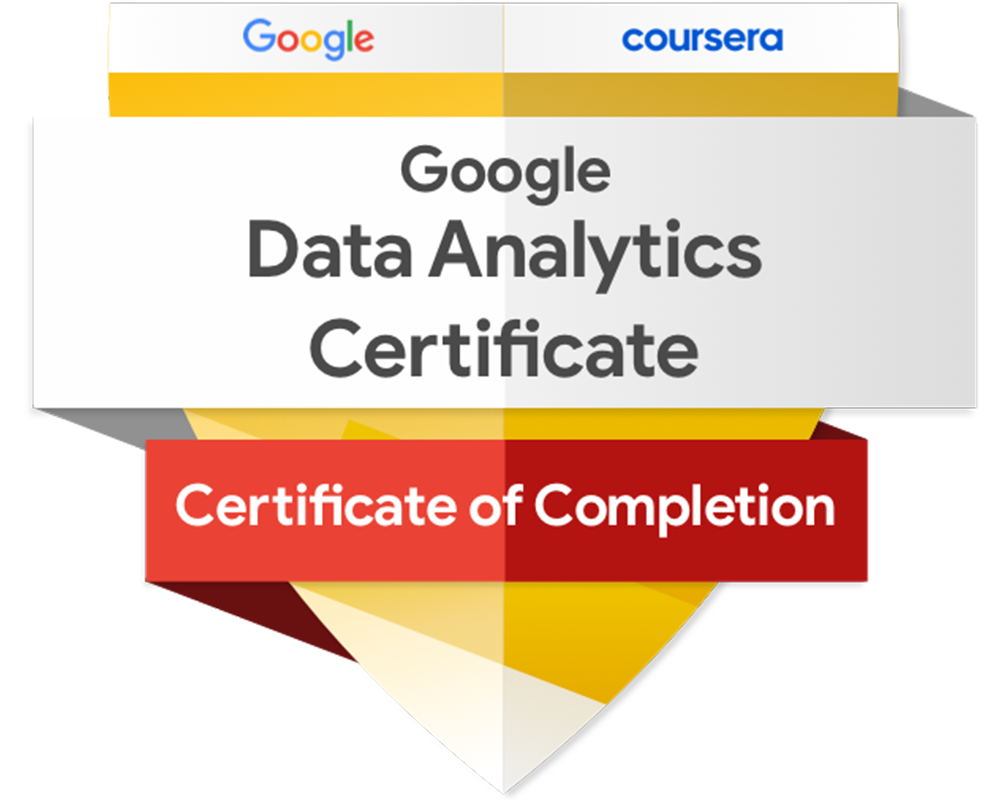 Google coursera
Google
Data Analytics
Certificate
Certificate of Completion